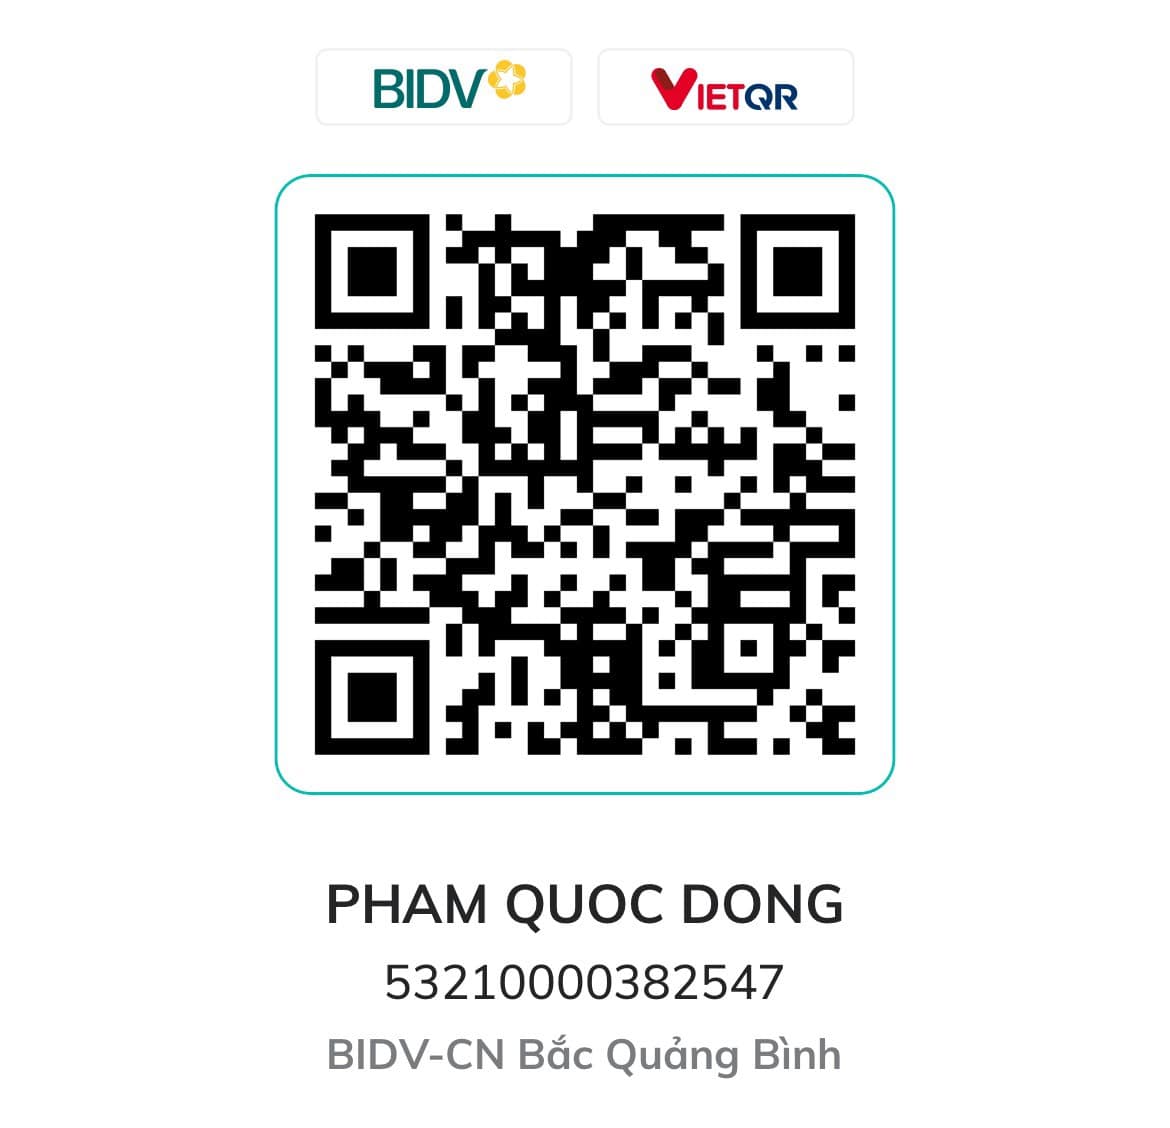 BIDV VIETQR
PHAM QUOC DONG
53210000382547
BIDV-CN Bắc Quảng Bình